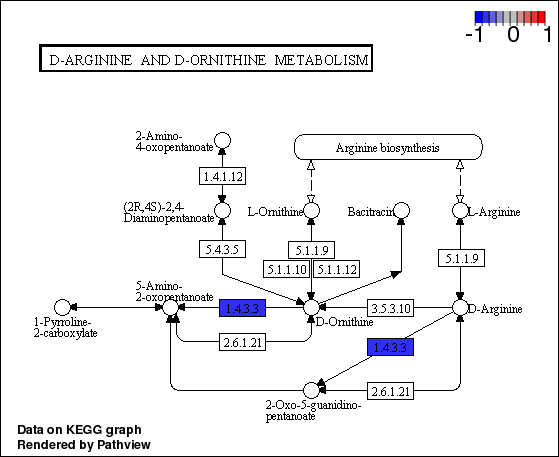 -1 0 1
D-ARGININE AND D-ORNITHINE METABOLISM
2-Amino-
4-oxopentanoate
Arginine biosynthesis
1.4.1.12
(2R,4S)-2,4-
Diaminopentanoate
L-Ornithine
Bacitracin
L-Arginine
5.4.3.5
5.1.1.9
5.1.1.9
5.1.1.10
5.1.1.12
5-Amino-
2-oxopentanoate
1.4.3.3
3.5.3.10
D-Ornithine
D-Arginine
1-Pyrroline-
2-carboxylate
2.6.1.21
1.4.3.3
2.6.1.21
2-Oxo-5-guanidino-
pentanoate
Data on KEGG graph
Rendered by Pathview